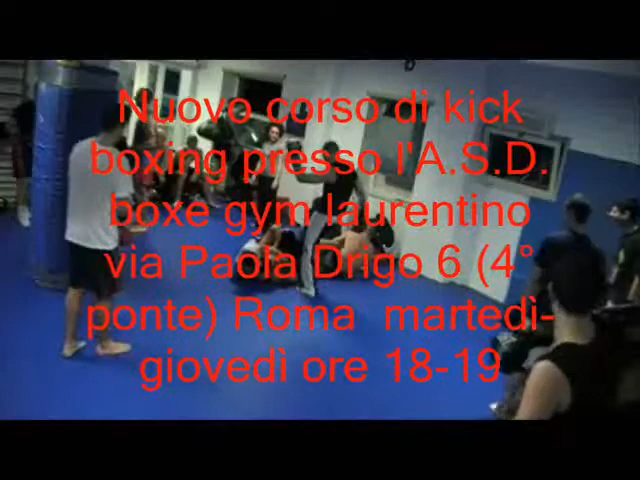 Nuovo corso di kick
boxing presso l'A.S.D.
boxe gym laurentino
via Paola Drigo 6 (4°
ponte) Roma  martedì-
giovedì ore 18-19